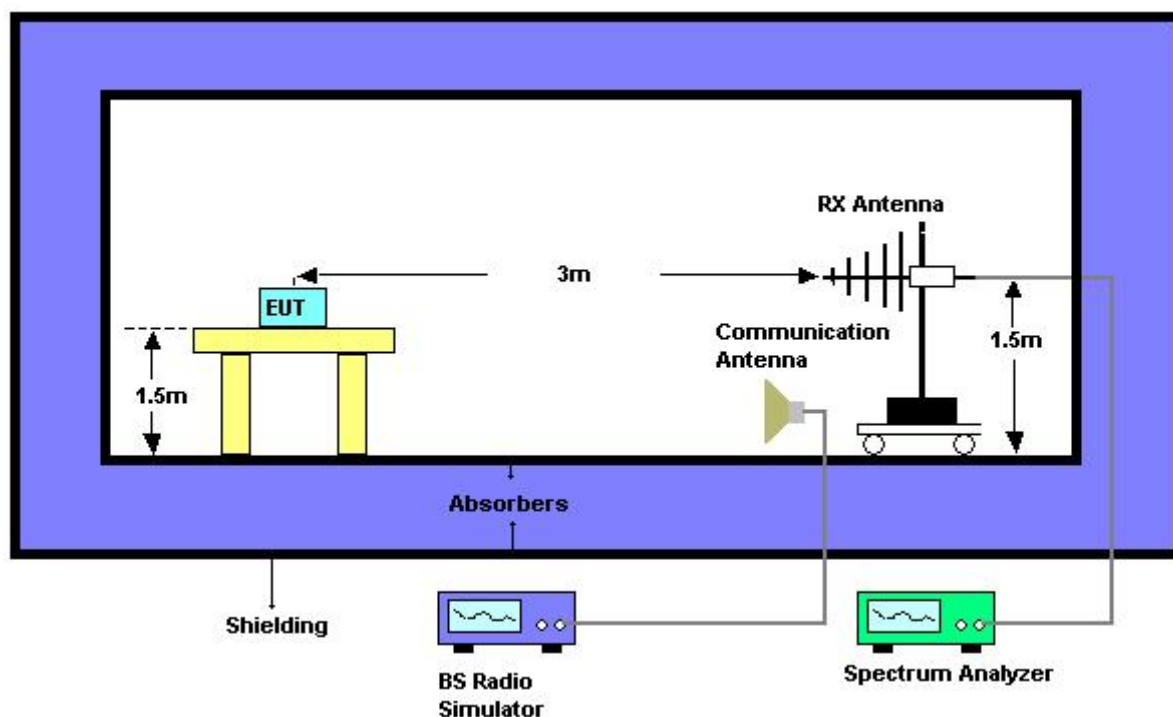 RX Antenna
3m
EUT
Communication
Antenna
1.5m
1.5m
Absorbers
Shielding
BS Radio
Simulator
Spectrum Analyzer